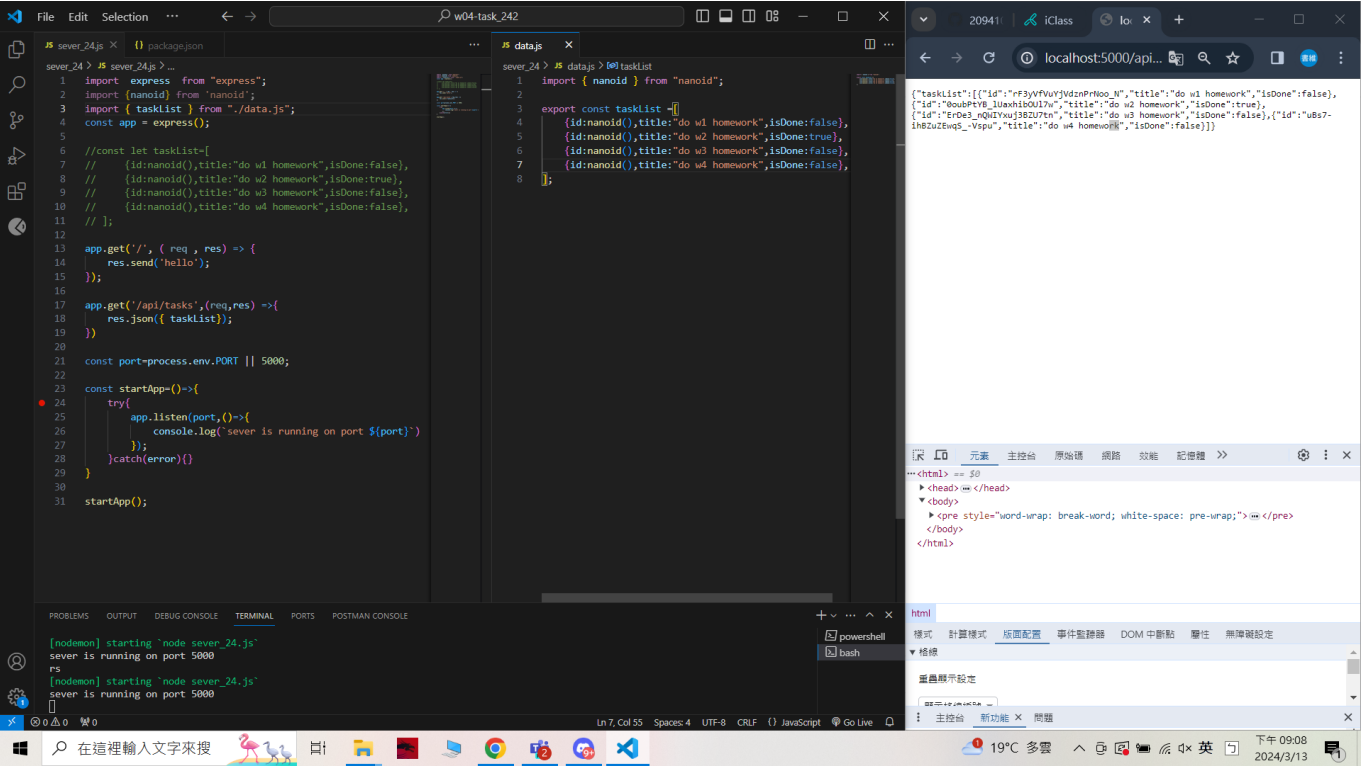 File Edit Selection ··· w04-task_242
JS sever_24.js {} package.json ···
sever_24 > JS sever_24.js > ...
1 import express from "express";
2 import {nanoid} from 'nanoid';
3 import { taskList } from "./data.js";
4 const app = express();
5
6 //const let taskList=[
7 // {id:nanoid(),title:"do w1 homework",isDone:false},
8 // {id:nanoid(),title:"do w2 homework",isDone:true},
9 // {id:nanoid(),title:"do w3 homework",isDone:false},
10 // {id:nanoid(),title:"do w4 homework",isDone:false},
11 // ];
12
13 app.get('/', ( req , res) => {
14 res.send('hello');
15 });
16
17 app.get('/api/tasks',(req,res) =>{
18 res.json({ taskList});
19 })
20
21 const port=process.env.PORT || 5000;
22
23 const startApp=()=>{
24 try{
25 app.listen(port,()=>{
26 console.log(`sever is running on port ${port}`)
27 });
28 }catch(error){}
29 }
30
31 startApp();
JS data.js ···
sever_24 > JS data.js > taskList
1 import { nanoid } from "nanoid";
2
3 export const taskList =[
4 {id:nanoid(),title:"do w1 homework",isDone:false},
5 {id:nanoid(),title:"do w2 homework",isDone:true},
6 {id:nanoid(),title:"do w3 homework",isDone:false},
7 {id:nanoid(),title:"do w4 homework",isDone:false},
8 ];
PROBLEMS OUTPUT DEBUG CONSOLE TERMINAL PORTS POSTMAN CONSOLE
[nodemon] starting `node sever_24.js`
sever is running on port 5000
rs
[nodemon] starting `node sever_24.js`
sever is running on port 5000
powershell
bash
0 0 0 Ln 7, Col 55 Spaces: 4 UTF-8 CRLF {} JavaScript Go Live
20941 iClass loc
localhost:5000/api... 書維
{"taskList":[{"id":"rF3yVfVuYjVdznPrNoo_N","title":"do w1 homework","isDone":false},
{"id":"0oubPtYB_lUaxhibOUl7w","title":"do w2 homework","isDone":true},
{"id":"ErDe3_nQWIYxuj3BZU7tn","title":"do w3 homework","isDone":false},{"id":"uBs7-
ihBZuZEwqS_-Vspu","title":"do w4 homework","isDone":false}]}
元素 主控台 原始碼 網路 效能 記憶體
<html> == $0
<head> ··· </head>
<body>
<pre style="word-wrap: break-word; white-space: pre-wrap;"> ··· </pre>
</body>
</html>
html
樣式 計算樣式 版面配置 事件監聽器 DOM 中斷點 屬性 無障礙設定
格線
重疊顯示設定
顯示格線編號
主控台 新功能 問題
在這裡輸入文字來搜 2 9+ 1 19°C 多雲 英 下午 09:08
2024/3/13 1